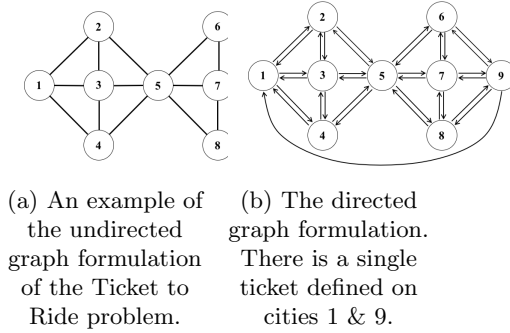 2
6
1
3
5
7
4
8
2
6
1
3
5
7
9
4
8
(a) An example of
the undirected
graph formulation
of the Ticket to
Ride problem.
(b) The directed
graph formulation.
There is a single
ticket defined on
cities 1 & 9.